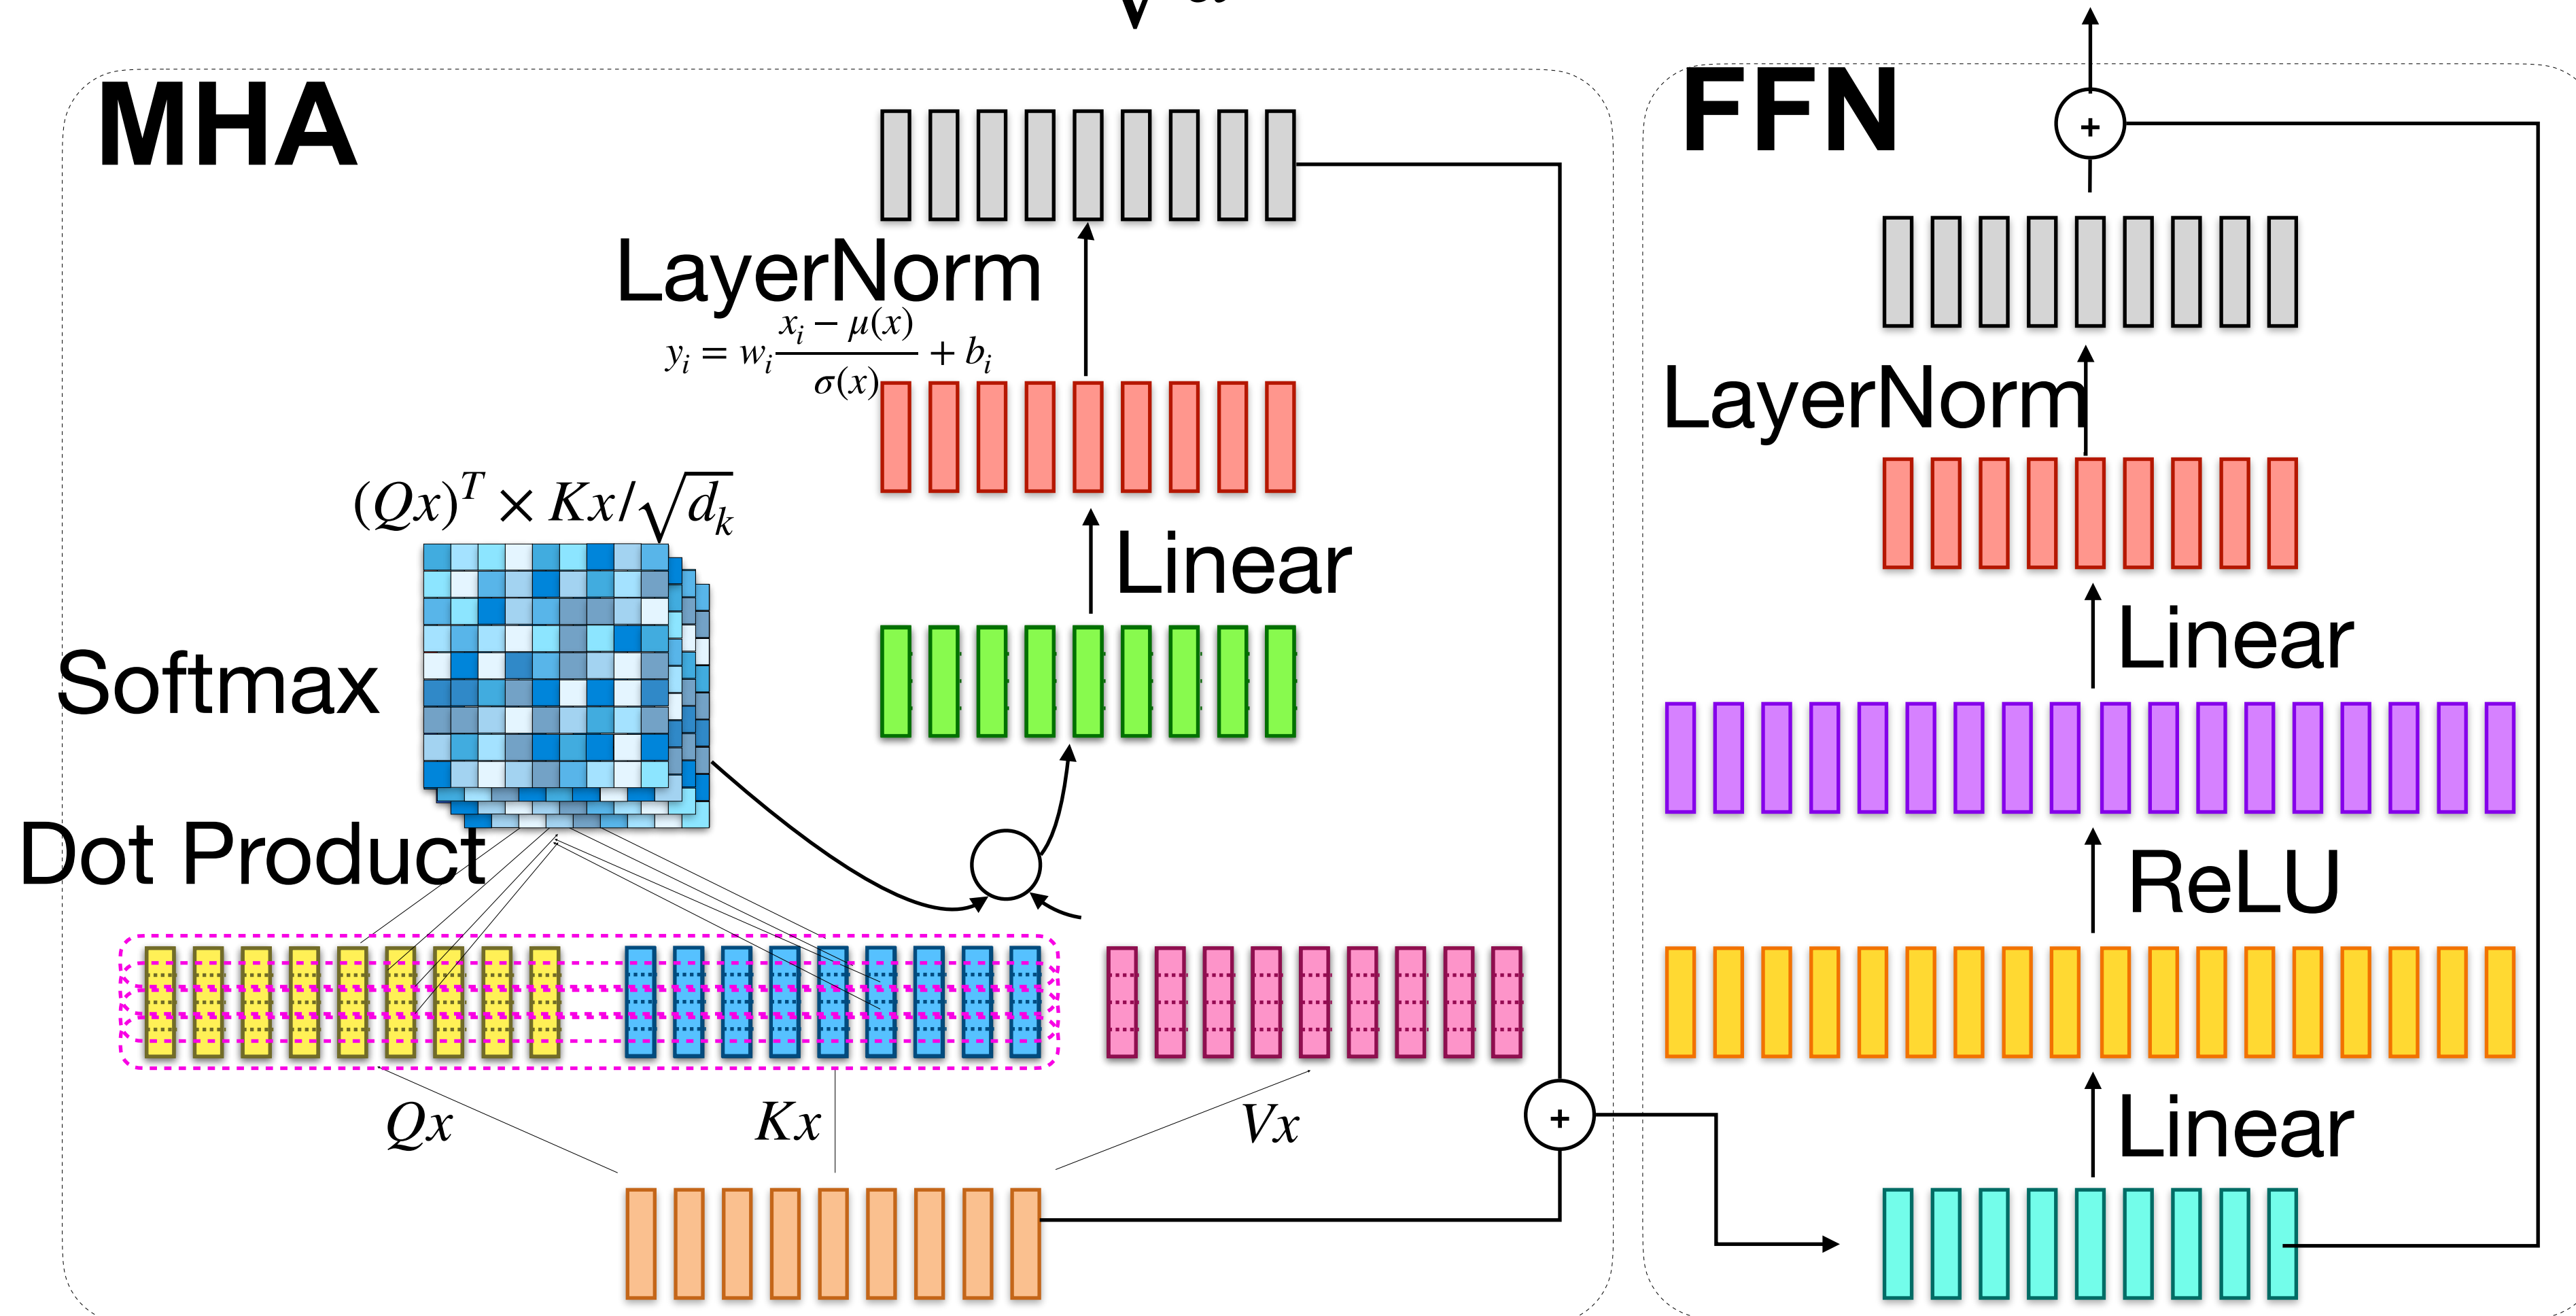 MHA
LayerNorm
y_i = w_i \frac{x_i − μ(x)}{σ(x)} + b_i
(Qx)^T × Kx/√d_k
Linear
Softmax
Dot Product
Qx
Kx
Vx
+
FFN
+
LayerNorm
Linear
ReLU
Linear